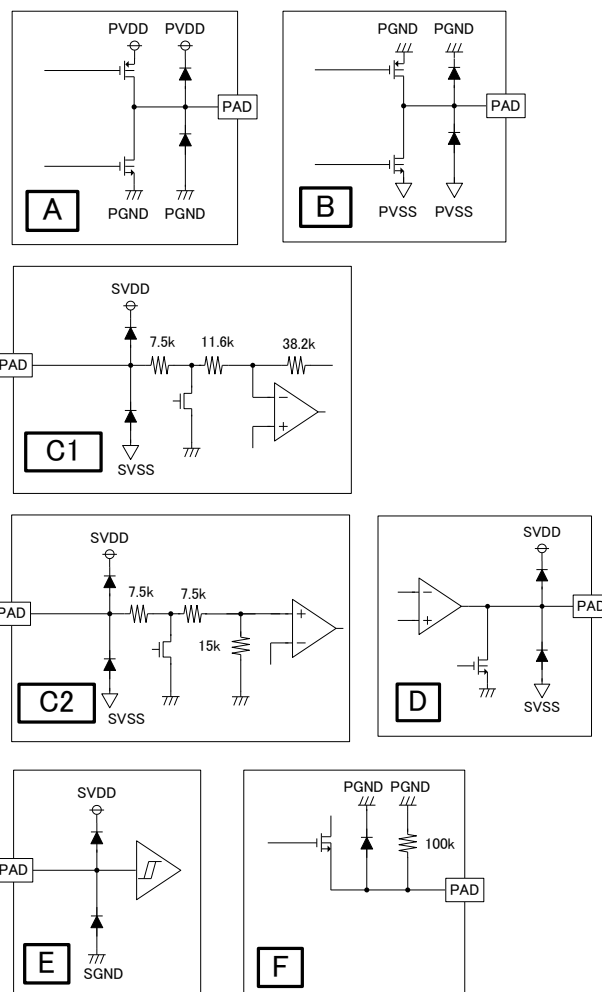 PVDD PVDD
PAD
A
PGND PGND
PGND PGND
PAD
B
PVSS PVSS
SVDD
7.5k 11.6k 38.2k
PAD
-
+
C1
SVSS
SVDD
7.5k 7.5k
PAD
+
15k
-
C2
SVSS
SVDD
-
PAD
+
D
SVSS
SVDD
PAD
E
SGND
PGND PGND
100k
PAD
F